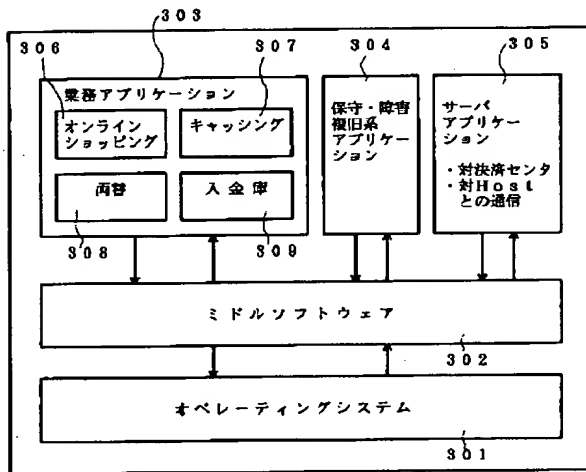 303
306
307
304
305
業務アプリケーション
オンライン
ショッピング
キャッシング
両替
入金庫
308
309
保守・障害
復旧系
アプリケー
ション
サーバ
アプリケー
ション
・対決済センタ
・対Host
との通信
ミドルソフトウェア
302
オペレーティングシステム
301